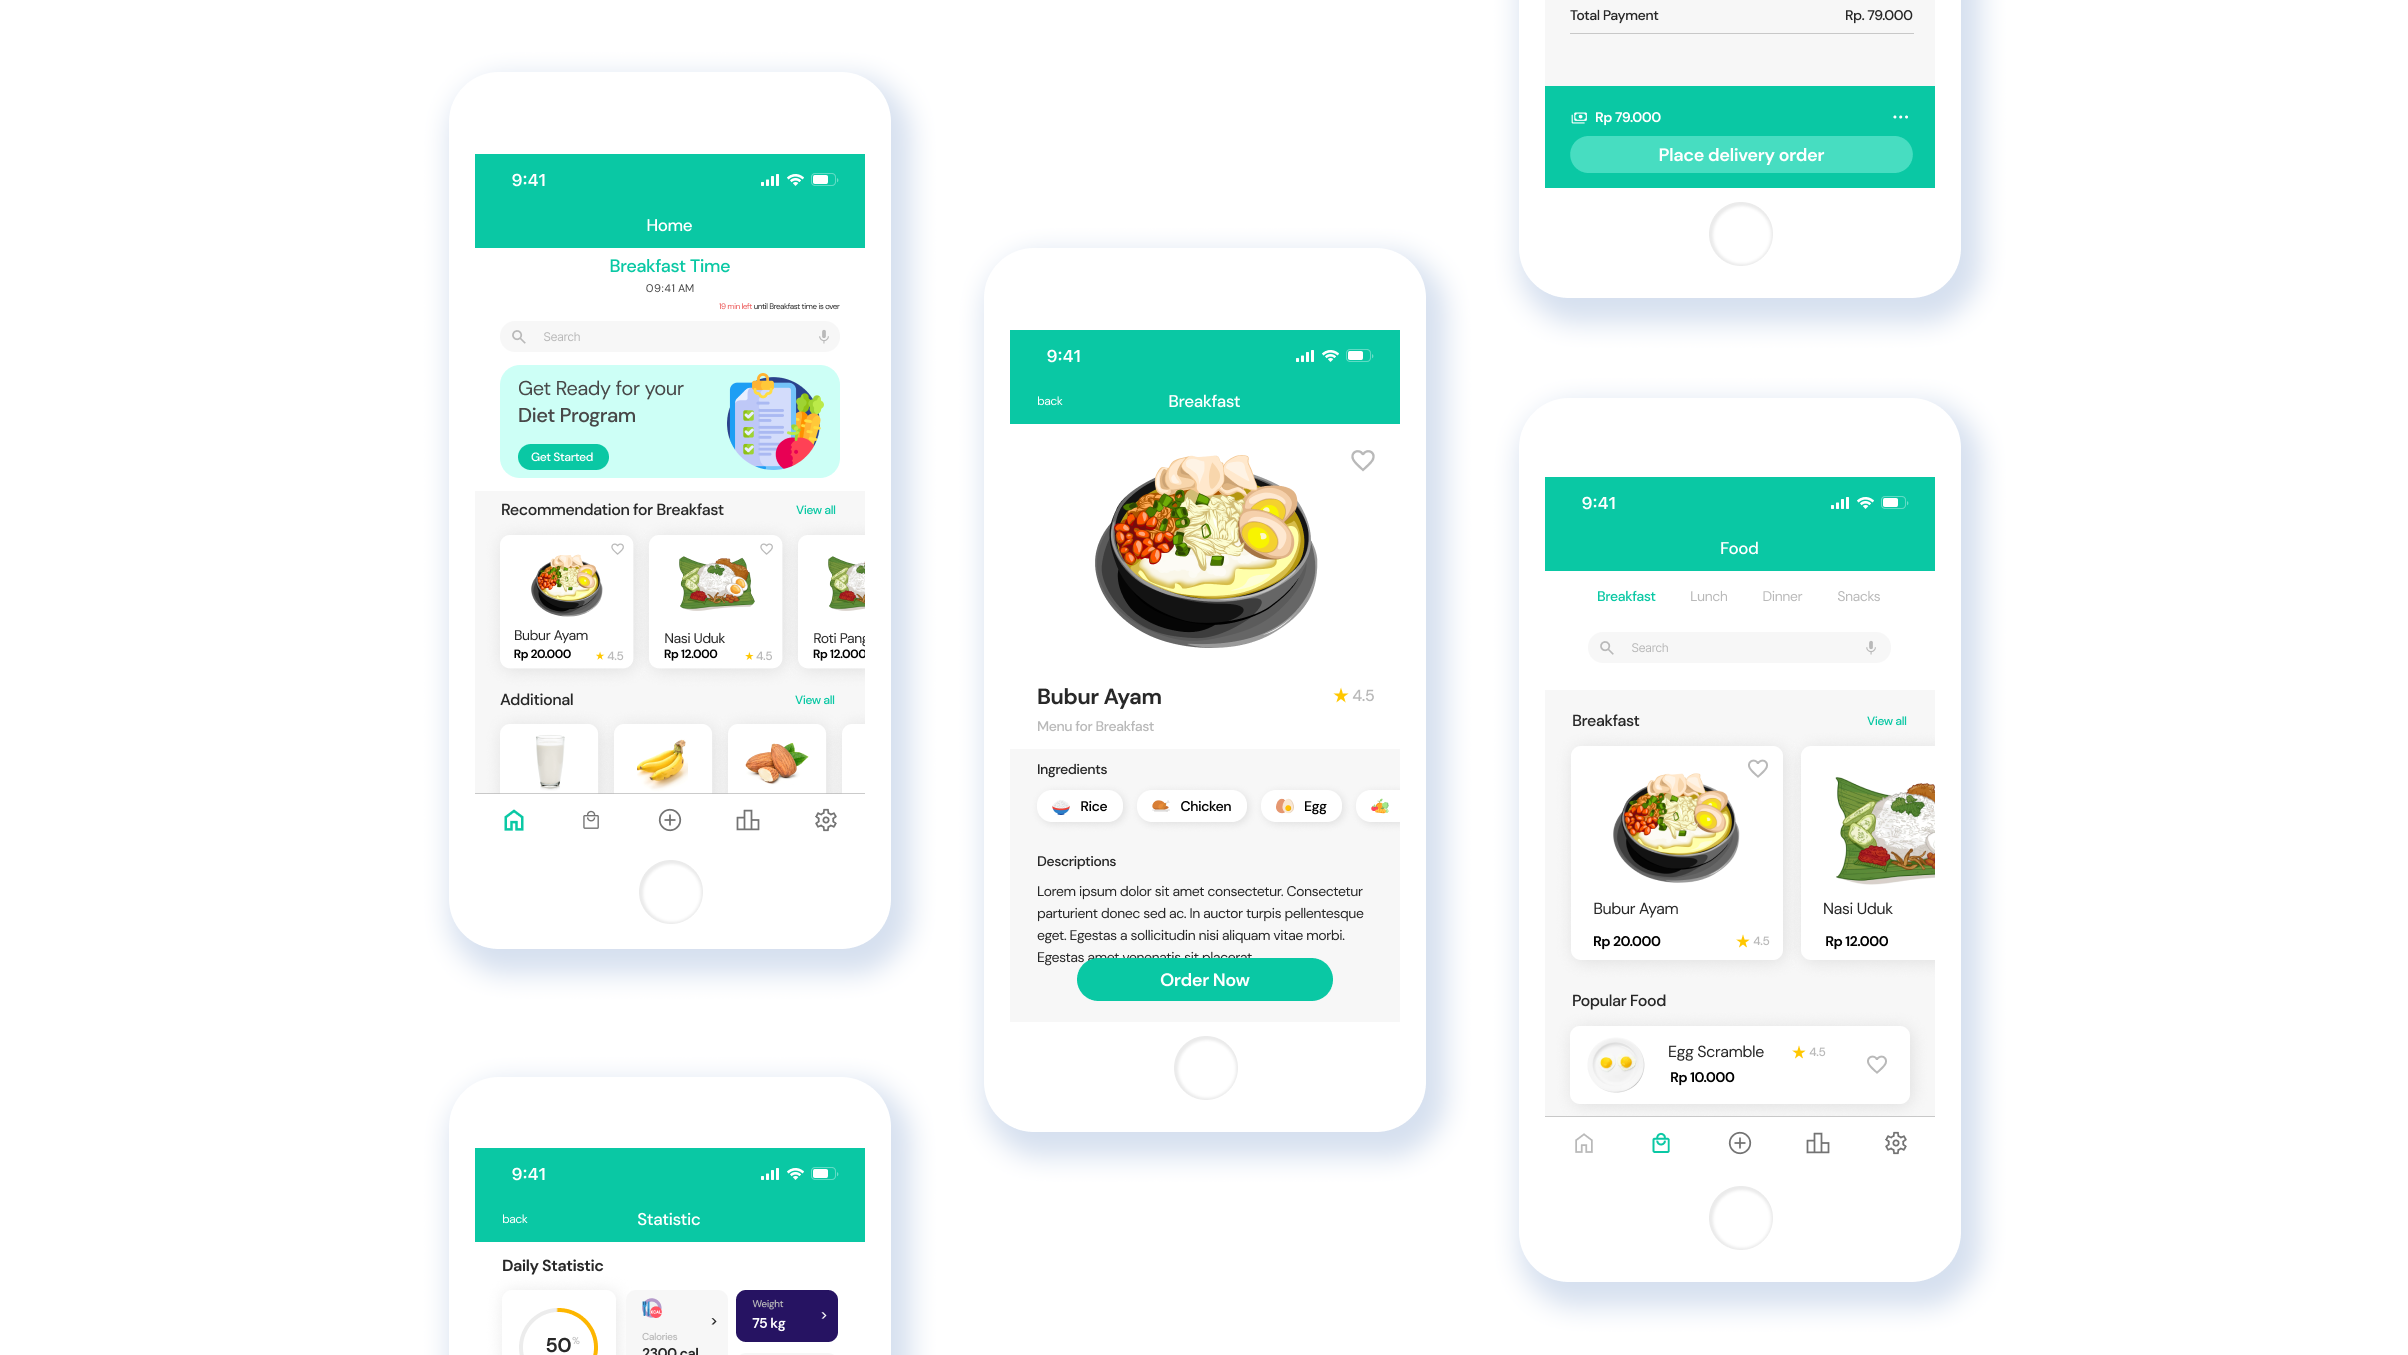 9:41
Home
Breakfast Time
09:41 AM
19 min left until Breakfast time is over
Search
Get Ready for your
Diet Program
Get Started
Recommendation for Breakfast
View all
Bubur Ayam
Rp 20.000
4.5
Nasi Uduk
Rp 12.000
4.5
Roti Pang
Rp 12.000
Additional
View all
9:41
back
Statistic
Daily Statistic
50%
Calories
2300 cal
Weight
75 kg
9:41
back
Breakfast
Bubur Ayam
4.5
Menu for Breakfast
Ingredients
Rice
Chicken
Egg
Descriptions
Lorem ipsum dolor sit amet consectetur. Consectetur
parturient donec sed ac. In auctor turpis pellentesque
eget. Egestas a sollicitudin nisi aliquam vitae morbi.
Egestas amet venenatis sit placerat
Order Now
Total Payment
Rp. 79.000
Rp 79.000
Place delivery order
9:41
Food
Breakfast
Lunch
Dinner
Snacks
Search
Breakfast
View all
Bubur Ayam
Rp 20.000
4.5
Nasi Uduk
Rp 12.000
Popular Food
Egg Scramble
4.5
Rp 10.000